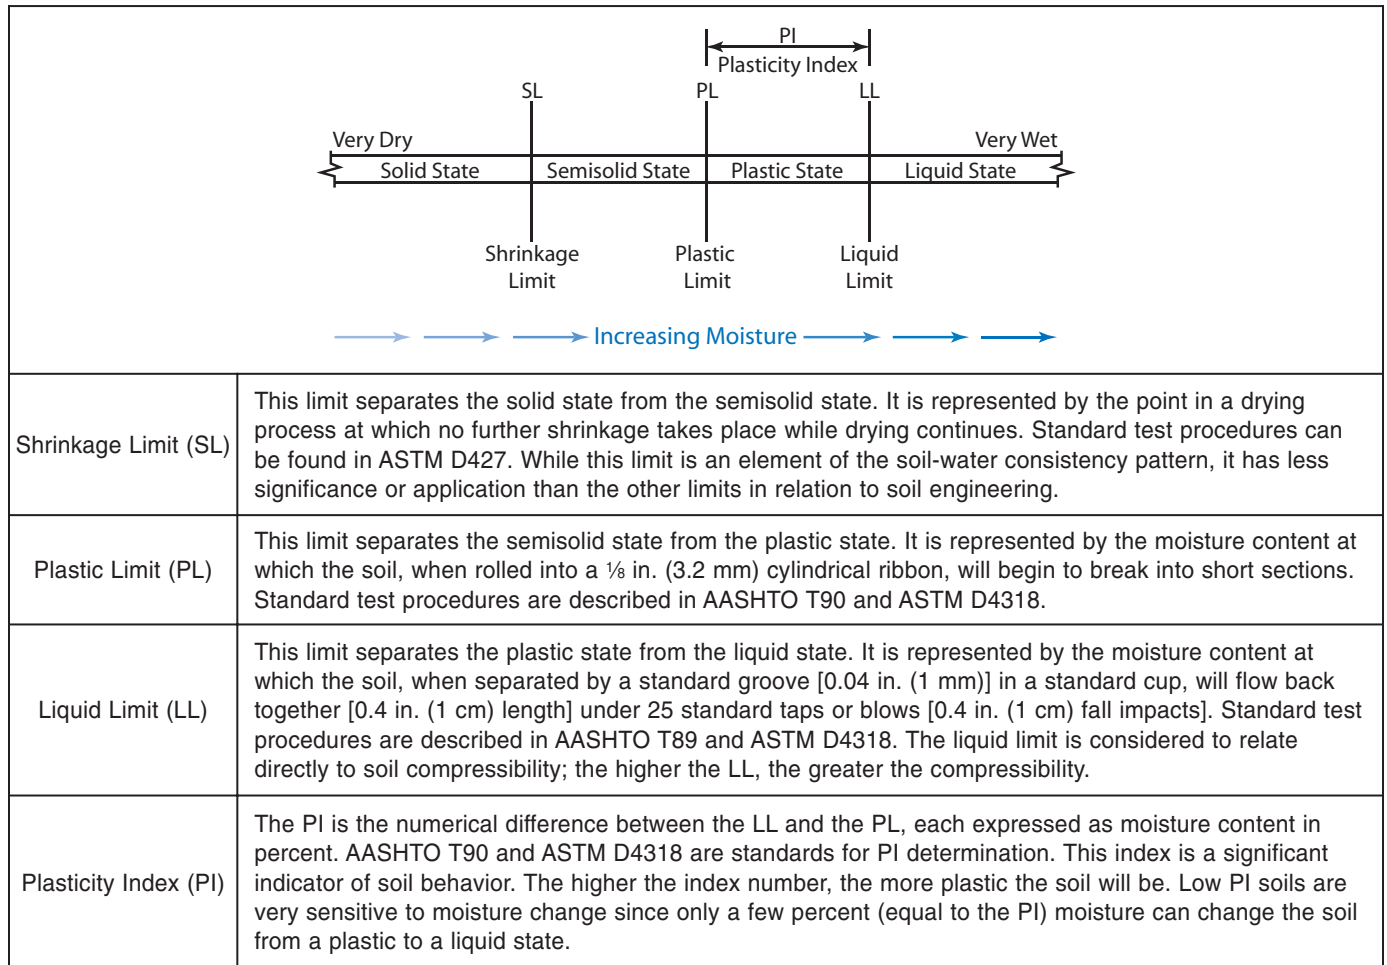 PI
Plasticity Index
SL PL LL
Very Dry Very Wet
Solid State Semisolid State Plastic State Liquid State
Shrinkage Limit
Plastic Limit
Liquid Limit
Increasing Moisture
Shrinkage Limit (SL)
This limit separates the solid state from the semisolid state. It is represented by the point in a drying
process at which no further shrinkage takes place while drying continues. Standard test procedures can
be found in ASTM D427. While this limit is an element of the soil-water consistency pattern, it has less
significance or application than the other limits in relation to soil engineering.
Plastic Limit (PL)
This limit separates the semisolid state from the plastic state. It is represented by the moisture content at
which the soil, when rolled into a ⅛ in. (3.2 mm) cylindrical ribbon, will begin to break into short sections.
Standard test procedures are described in AASHTO T90 and ASTM D4318.
Liquid Limit (LL)
This limit separates the plastic state from the liquid state. It is represented by the moisture content at
which the soil, when separated by a standard groove [0.04 in. (1 mm)] in a standard cup, will flow back
together [0.4 in. (1 cm) length] under 25 standard taps or blows [0.4 in. (1 cm) fall impacts]. Standard test
procedures are described in AASHTO T89 and ASTM D4318. The liquid limit is considered to relate
directly to soil compressibility; the higher the LL, the greater the compressibility.
Plasticity Index (PI)
The PI is the numerical difference between the LL and the PL, each expressed as moisture content in
percent. AASHTO T90 and ASTM D4318 are standards for PI determination. This index is a significant
indicator of soil behavior. The higher the index number, the more plastic the soil will be. Low PI soils are
very sensitive to moisture change since only a few percent (equal to the PI) moisture can change the soil
from a plastic to a liquid state.